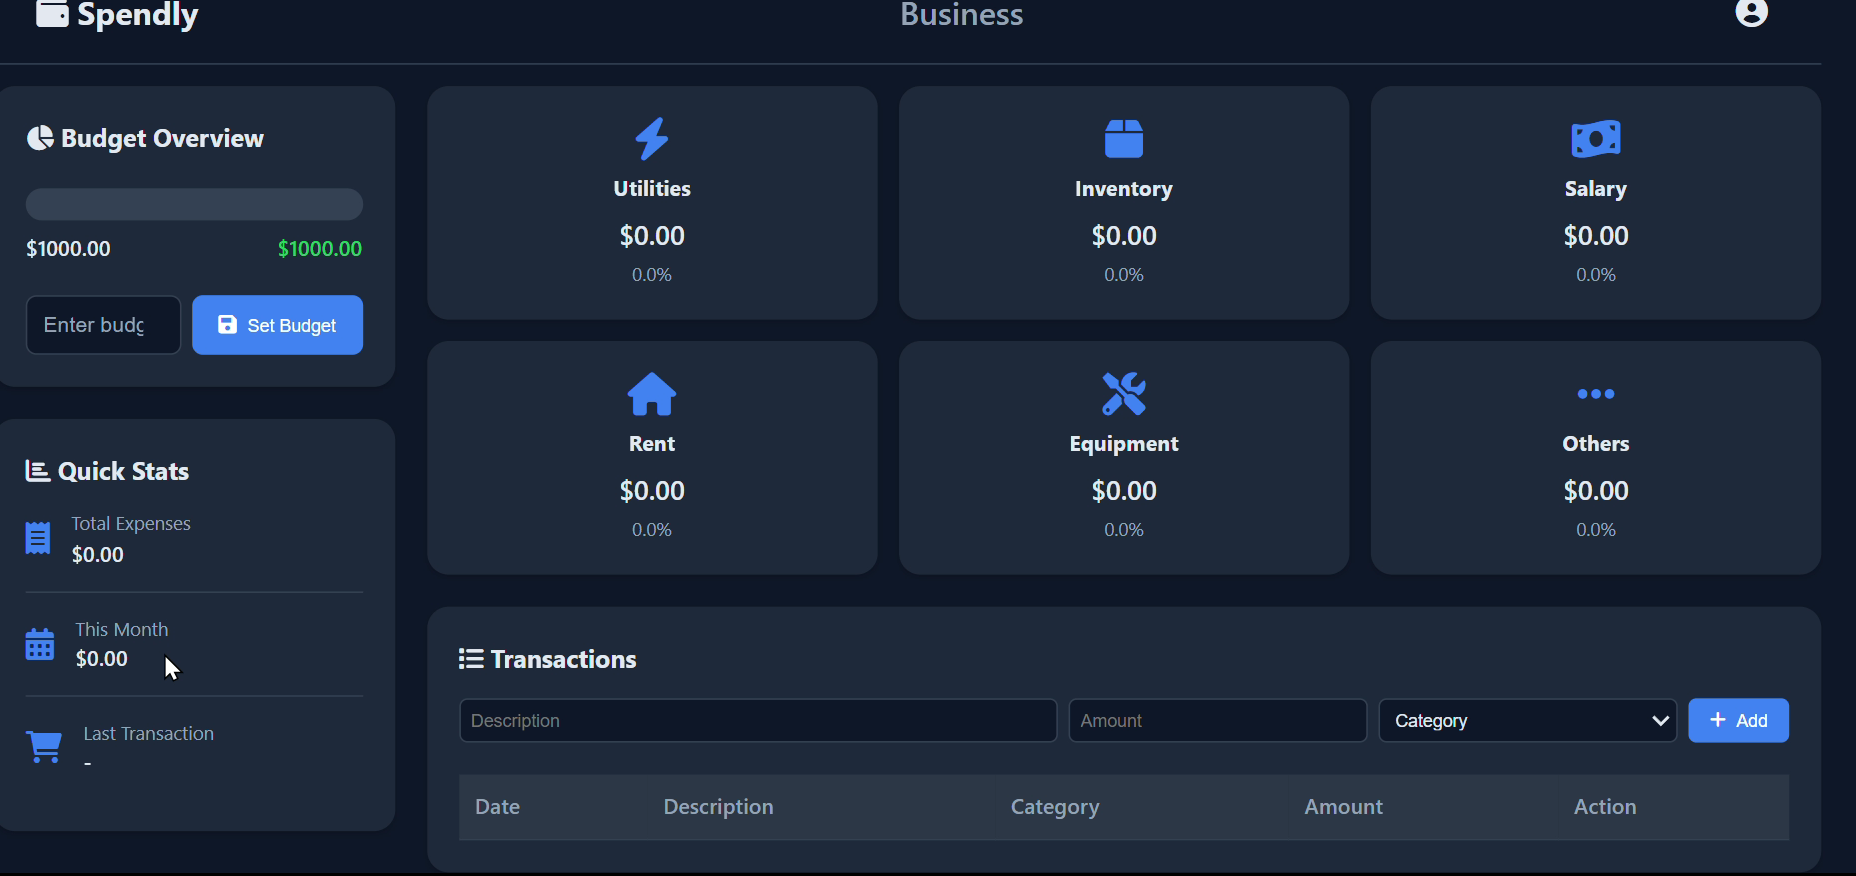 Spendly
Business
Budget Overview
$1000.00 $1000.00
Enter budg
Set Budget
Quick Stats
Total Expenses
$0.00
This Month
$0.00
Last Transaction
-
Utilities
$0.00
0.0%
Inventory
$0.00
0.0%
Salary
$0.00
0.0%
Rent
$0.00
0.0%
Equipment
$0.00
0.0%
Others
$0.00
0.0%
Transactions
Description Amount Category + Add
Date Description Category Amount Action